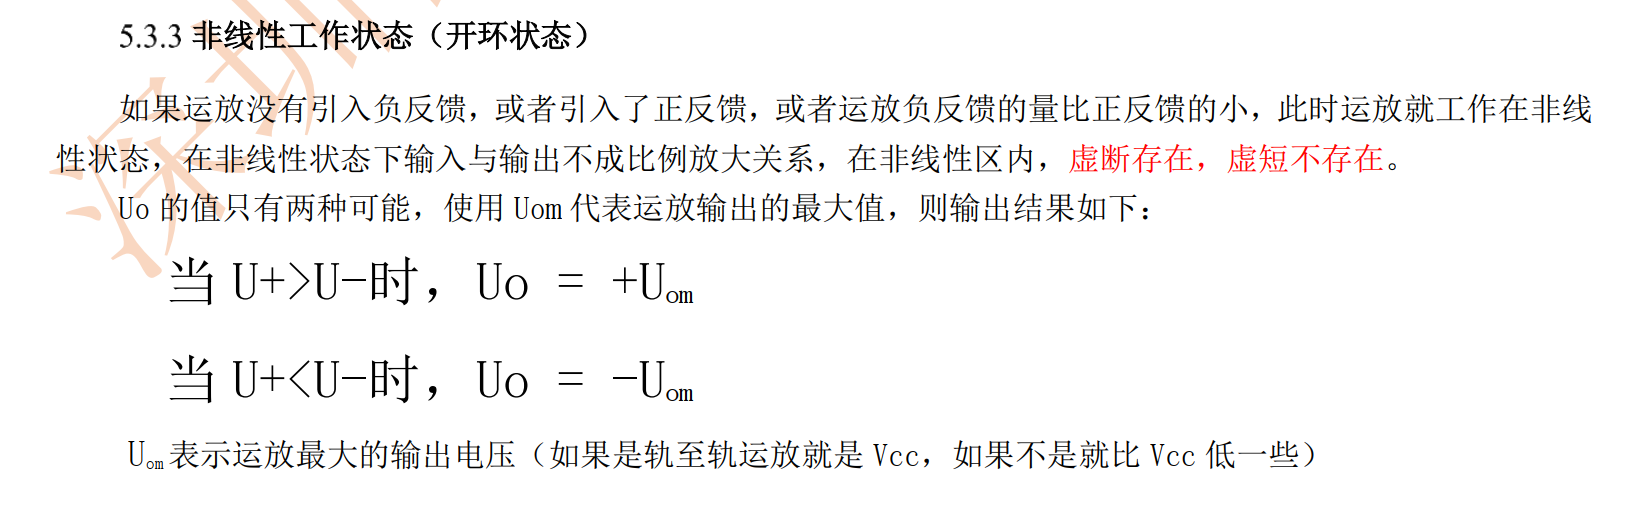 深圳
5.3.3 非线性工作状态（开环状态）
如果运放没有引入负反馈，或者引入了正反馈，或者运放负反馈的量比正反馈的小，此时运放就工作在非线
性状态，在非线性状态下输入与输出不成比例放大关系，在非线性区内，虚断存在，虚短不存在。
Uo 的值只有两种可能，使用 Uom 代表运放输出的最大值，则输出结果如下：
当 U+>U-时，Uo = +Uom
当 U+<U-时，Uo = -Uom
Uom 表示运放最大的输出电压（如果是轨至轨运放就是 Vcc，如果不是就比 Vcc 低一些）